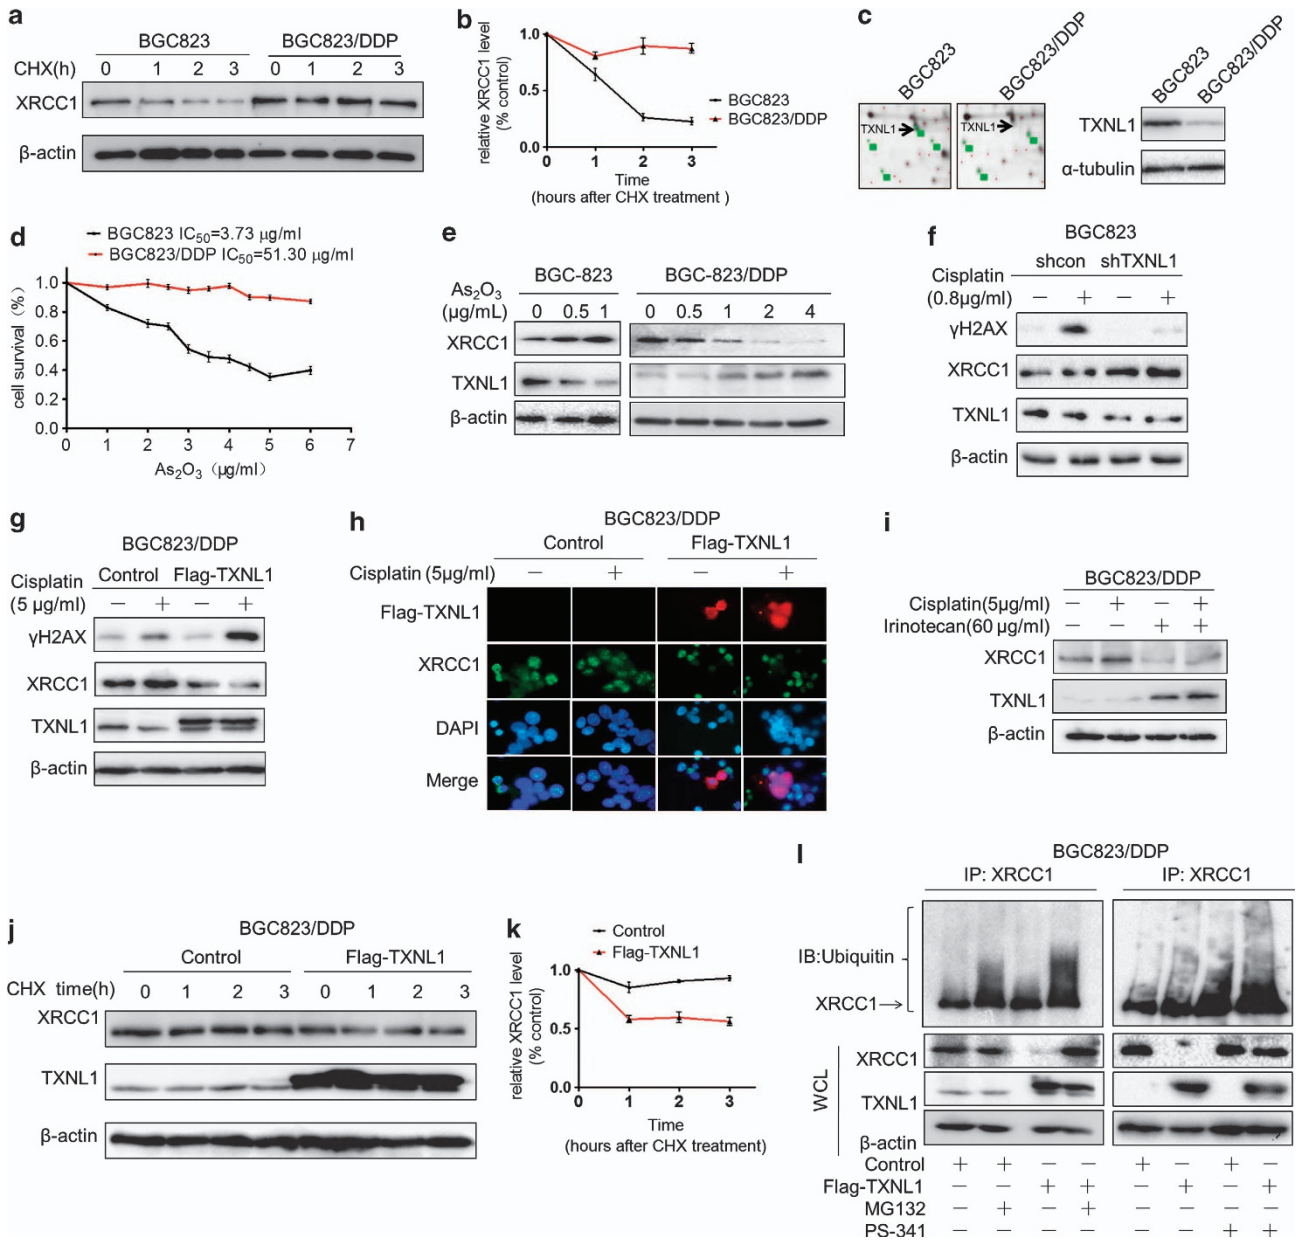 a
BGC823 BGC823/DDP
CHX(h) 0 1 2 3 0 1 2 3
XRCC1
β-actin
b
relative XRCC1 level
(% control)
1.0
0.5
0.0
0 1 2 3
Time
(hours after CHX treatment )
BGC823
BGC823/DDP
c
BGC823
BGC823/DDP
TXNL1
TXNL1
BGC823
BGC823/DDP
TXNL1
α-tubulin
d
BGC823 IC50=3.73 μg/ml
BGC823/DDP IC50=51.30 μg/ml
cell survival (%)
1.0
0.8
0.6
0.4
0.2
0.0
0 1 2 3 4 5 6 7
As2O3 (μg/ml)
e
BGC-823 BGC-823/DDP
As2O3
(μg/mL) 0 0.5 1 0 0.5 1 2 4
XRCC1
TXNL1
β-actin
f
BGC823
shcon shTXNL1
Cisplatin
(0.8μg/ml) − + − +
γH2AX
XRCC1
TXNL1
β-actin
g
BGC823/DDP
Control Flag-TXNL1
Cisplatin
(5 μg/ml) − + − +
γH2AX
XRCC1
TXNL1
β-actin
h
BGC823/DDP
Control Flag-TXNL1
Cisplatin (5μg/ml) − + − +
Flag-TXNL1
XRCC1
DAPI
Merge
i
BGC823/DDP
Cisplatin(5μg/ml) − + − +
Irinotecan(60 μg/ml) − − + +
XRCC1
TXNL1
β-actin
j
BGC823/DDP
Control Flag-TXNL1
CHX time(h) 0 1 2 3 0 1 2 3
XRCC1
TXNL1
β-actin
k
Control
Flag-TXNL1
relative XRCC1 level
(% control)
1.0
0.5
0.0
0 1 2 3
Time
(hours after CHX treatment)
l
BGC823/DDP
IP: XRCC1 IP: XRCC1
IB:Ubiquitin
XRCC1→
WCL
XRCC1
TXNL1
β-actin
Control + + − − + − + −
Flag-TXNL1 − − + + − + − +
MG132 − + − + − − − −
PS-341 − − − − − − + +